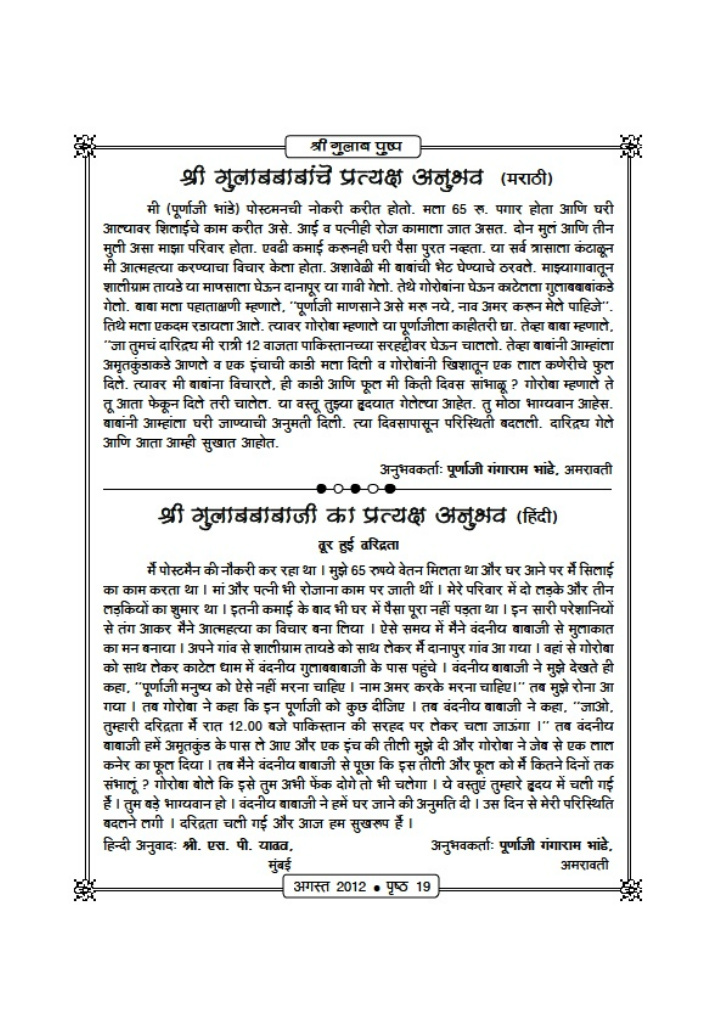 श्री गुलाब पुष्प
श्री गुलाबबाबांचे प्रत्यक्ष अनुभव (मराठी)
मी (पूर्णाजी भांडे) पोस्टमनची नोकरी करीत होतो. मला 65 रु. पगार होता आणि घरी
आल्यावर शिलाईचे काम करीत असे. आई व पत्नीही रोज कामाला जात असत. दोन मुलं आणि तीन
मुली असा माझा परिवार होता. एवढी कमाई करूनही घरी पैसा पुरत नव्हता. या सर्व त्रासाला कंटाळून
मी आत्महत्या करण्याचा विचार केला होता. अशावेळी मी बाबांची भेट घेण्याचे ठरवले. माझ्यागावातून
शालीग्राम तायडे या माणसाला घेऊन दानापूर या गावी गेलो. तेथे गोरोबांना घेऊन काटेलला गुलाबबाबांकडे
गेलो. बाबा मला पहाताक्षणी म्हणाले, ''पूर्णाजी माणसाने असे मरू नये, नाव अमर करून मेले पाहिजे''.
तिथे मला एकदम रडायला आले. त्यावर गोरोबा म्हणाले या पूर्णाजीला काहीतरी द्या. तेव्हा बाबा म्हणाले,
''जा तुमचं दारिद्र्य मी रात्री 12 वाजता पाकिस्तानच्या सरहद्दीवर घेऊन चाललो. तेव्हा बाबांनी आम्हांला
अमृतकुंडाकडे आणले व एक इंचाची काडी मला दिली व गोरोबांनी खिशातून एक लाल कणेरीचे फुल
दिले. त्यावर मी बाबांना विचारले, ही काडी आणि फूल मी किती दिवस सांभाळू ? गोरोबा म्हणाले ते
तू आता फेकून दिले तरी चालेल. या वस्तू तुझ्या हृदयात गेलेल्या आहेत. तु मोठा भाग्यवान आहेस.
बाबांनी आम्हांला घरी जाण्याची अनुमती दिली. त्या दिवसापासून परिस्थिती बदलली. दारिद्र्य गेले
आणि आता आम्ही सुखात आहोत.
अनुभवकर्ताः पूर्णाजी गंगाराम भांडे, अमरावती
श्री गुलाबबाबाजी का प्रत्यक्ष अनुभव (हिंदी)
दूर हुई दरिद्रता
मैं पोस्टमैन की नौकरी कर रहा था । मुझे 65 रुपये वेतन मिलता था और घर आने पर मैं सिलाई
का काम करता था । मां और पत्नी भी रोजाना काम पर जाती थीं । मेरे परिवार में दो लड़के और तीन
लड़कियों का शुमार था । इतनी कमाई के बाद भी घर में पैसा पूरा नहीं पड़ता था । इन सारी परेशानियों
से तंग आकर मैने आत्महत्या का विचार बना लिया । ऐसे समय में मैने वंदनीय बाबाजी से मुलाकात
का मन बनाया । अपने गांव से शालीग्राम तायडे को साथ लेकर मैं दानापुर गांव आ गया । वहां से गोरोबा
को साथ लेकर काटेल धाम में वंदनीय गुलाबबाबाजी के पास पहुंचे । वंदनीय बाबाजी ने मुझे देखते ही
कहा, ''पूर्णाजी मनुष्य को ऐसे नहीं मरना चाहिए । नाम अमर करके मरना चाहिए।'' तब मुझे रोना आ
गया । तब गोरोबा ने कहा कि इन पूर्णाजी को कुछ दीजिए । तब वंदनीय बाबाजी ने कहा, ''जाओ,
तुम्हारी दरिद्रता मैं रात 12.00 बजे पाकिस्तान की सरहद पर लेकर चला जाऊंगा ।'' तब वंदनीय
बाबाजी हमें अमृतकुंड के पास ले आए और एक इंच की तीली मुझे दी और गोरोबा ने जेब से एक लाल
कनेर का फूल दिया । तब मैने वंदनीय बाबाजी से पूछा कि इस तीली और फूल को मैं कितने दिनों तक
संभालूं ? गोरोबा बोले कि इसे तुम अभी फेंक दोगे तो भी चलेगा । ये वस्तुएं तुम्हारे हृदय में चली गई
हैं । तुम बड़े भाग्यवान हो । वंदनीय बाबाजी ने हमें घर जाने की अनुमति दी । उस दिन से मेरी परिस्थिति
बदलने लगी । दरिद्रता चली गई और आज हम सुखरूप हैं ।
हिन्दी अनुवादः श्री. एस. पी. यादव, अनुभवकर्ताः पूर्णाजी गंगाराम भांडे,
मुंबई अमरावती
अगस्त 2012 ● पृष्ठ 19